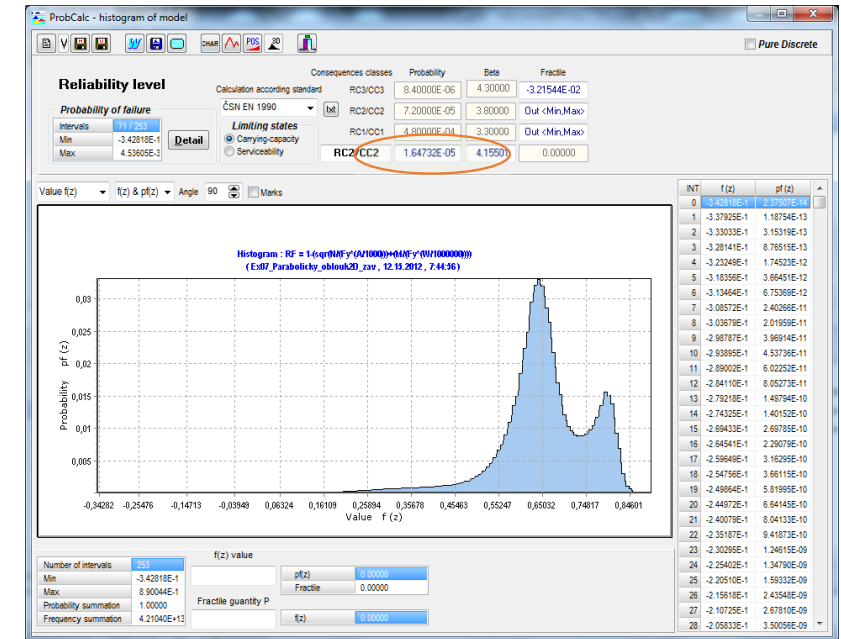 ProbCalc - histogram of model
V W CHAR POS 3D Pure Discrete
Reliability level
Consequences classes Probability Beta Fractile
Calculation according standard RC3/CC3 8.40000E-06 4.30000 -3.21544E-02
Probability of failure ČSN EN 1990 txt RC2/CC2 7.20000E-05 3.80000 Out <Min,Max>
Intervals 71 / 253 Detail Limiting states RC1/CC1 4.80000E-04 3.30000 Out <Min,Max>
Min -3.42818E-1 Carrying-capacity
Max 4.53605E-3 Serviceability RC2/CC2 1.64732E-05 4.15501 0.00000
Value f(z) f(z) & pf(z) Angle 90 Marks
Histogram : RF = 1-(sqr(N/(Fy*(A/1000)))+(M/(Fy*(W/1000000))))
0,03
0,025
0,02
0,015
0,01
0,005
Probability pf (z)
-0,34282 -0,25476 -0,14713 -0,03949 0,06324 0,16109 0,25894 0,35678 0,45463 0,55247 0,65032 0,74817 0,84601
Value f (z)
INT f (z) pf (z)
0 -3.42818E-1 2.37507E-14
1 -3.37925E-1 1.18754E-13
2 -3.33033E-1 3.15319E-13
3 -3.28141E-1 8.76515E-13
4 -3.23249E-1 1.74523E-12
5 -3.18356E-1 3.66451E-12
6 -3.13464E-1 6.75369E-12
7 -3.08572E-1 2.40266E-11
8 -3.03679E-1 2.01959E-11
9 -2.98787E-1 3.96914E-11
10 -2.93895E-1 4.53736E-11
11 -2.89002E-1 6.02252E-11
12 -2.84110E-1 8.05273E-11
13 -2.79218E-1 1.49794E-10
14 -2.74325E-1 1.40152E-10
15 -2.69433E-1 2.69785E-10
16 -2.64541E-1 2.29079E-10
17 -2.59649E-1 3.16295E-10
18 -2.54756E-1 3.66115E-10
19 -2.49864E-1 5.81995E-10
20 -2.44972E-1 6.64145E-10
21 -2.40079E-1 8.04133E-10
22 -2.35187E-1 9.41873E-10
23 -2.30295E-1 1.24615E-09
24 -2.25402E-1 1.34790E-09
25 -2.20510E-1 1.59332E-09
26 -2.15618E-1 2.43548E-09
27 -2.10725E-1 2.67810E-09
28 -2.05833E-1 3.50056E-09
f(z) value
Number of intervals 253
Min -3.42818E-1 pf(z) 0.00000
Max 8.90044E-1 Fractile 0.00000
Probability summation 1.00000 Fractile guantity P
Frequency summation 4.21040E+13 f(z) 0.00000